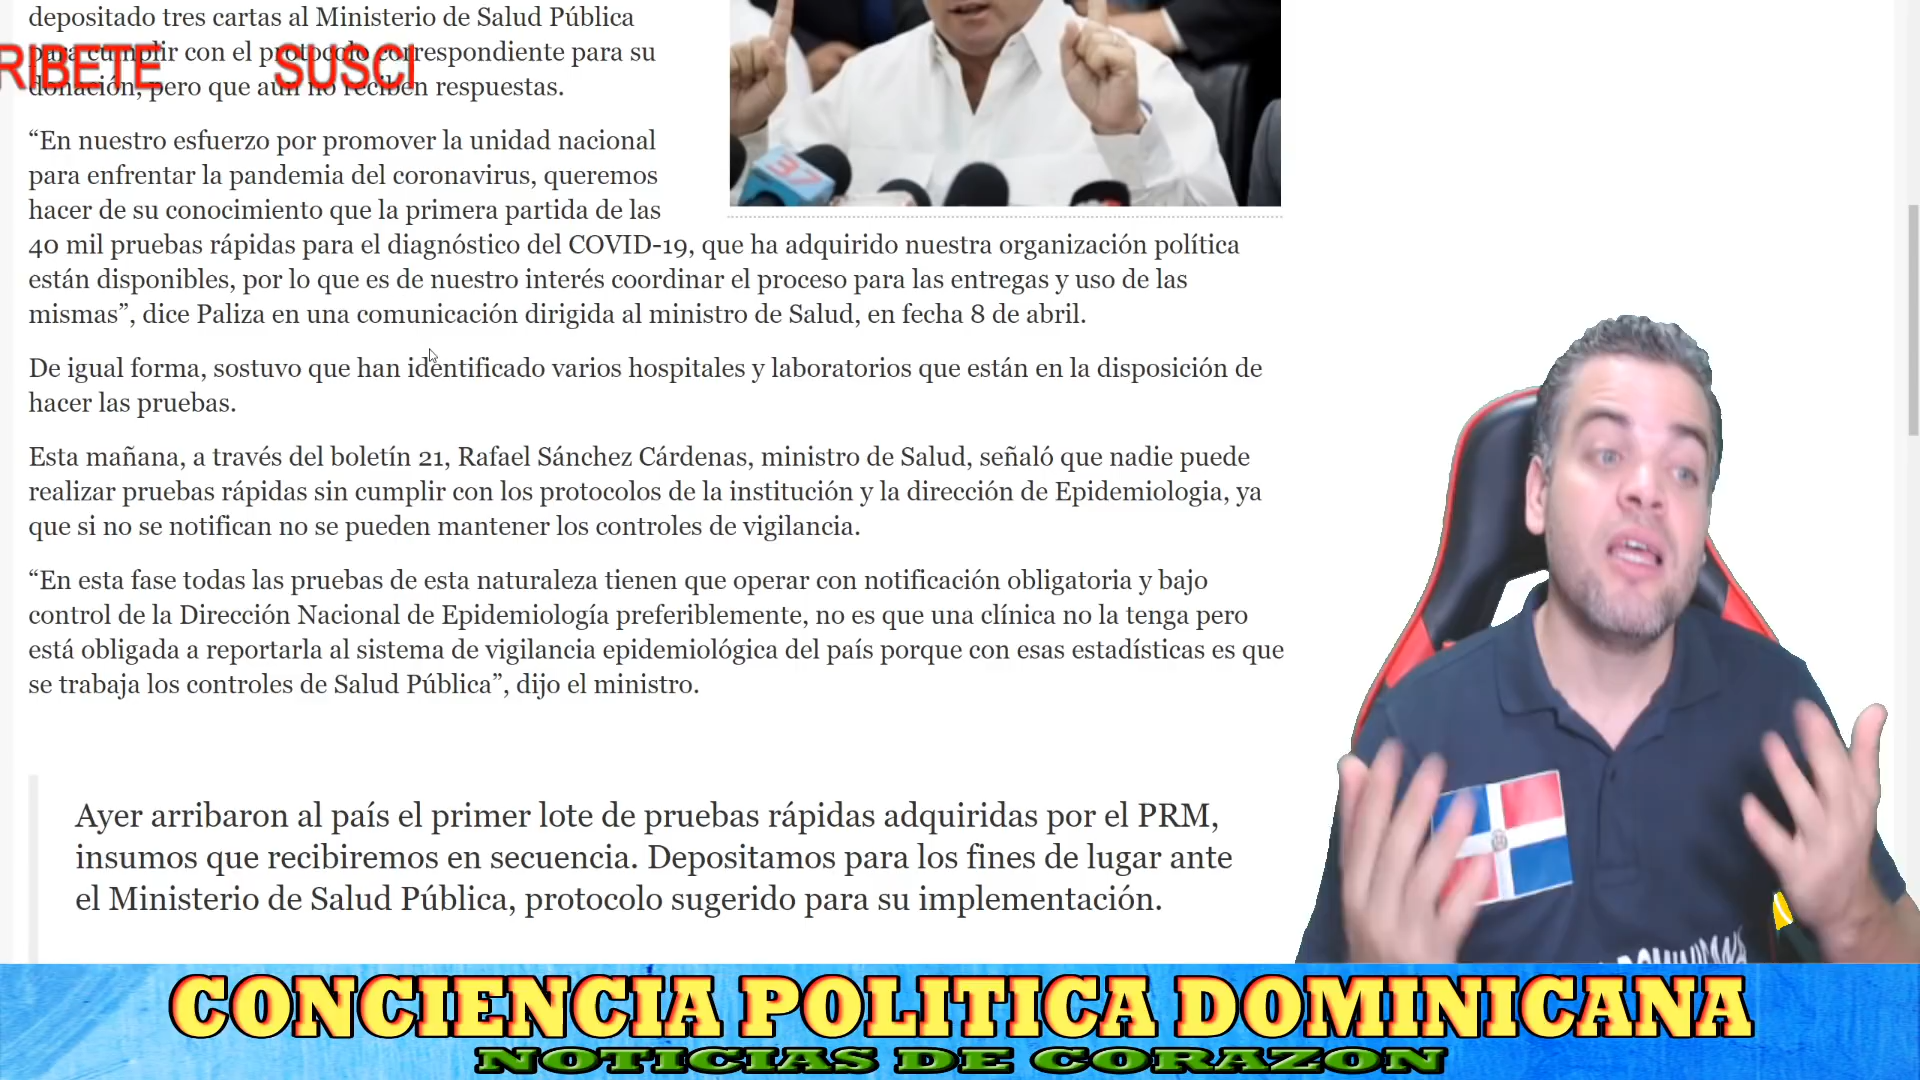 depositado tres cartas al Ministerio de Salud Pública
para cumplir con el protocolo correspondiente para su
donación, pero que aún no reciben respuestas.
RIBETE SUSCI
37
“En nuestro esfuerzo por promover la unidad nacional
para enfrentar la pandemia del coronavirus, queremos
hacer de su conocimiento que la primera partida de las
40 mil pruebas rápidas para el diagnóstico del COVID-19, que ha adquirido nuestra organización política
están disponibles, por lo que es de nuestro interés coordinar el proceso para las entregas y uso de las
mismas”, dice Paliza en una comunicación dirigida al ministro de Salud, en fecha 8 de abril.
De igual forma, sostuvo que han identificado varios hospitales y laboratorios que están en la disposición de
hacer las pruebas.
Esta mañana, a través del boletín 21, Rafael Sánchez Cárdenas, ministro de Salud, señaló que nadie puede
realizar pruebas rápidas sin cumplir con los protocolos de la institución y la dirección de Epidemiologia, ya
que si no se notifican no se pueden mantener los controles de vigilancia.
“En esta fase todas las pruebas de esta naturaleza tienen que operar con notificación obligatoria y bajo
control de la Dirección Nacional de Epidemiología preferiblemente, no es que una clínica no la tenga pero
está obligada a reportarla al sistema de vigilancia epidemiológica del país porque con esas estadísticas es que
se trabaja los controles de Salud Pública”, dijo el ministro.
Ayer arribaron al país el primer lote de pruebas rápidas adquiridas por el PRM,
insumos que recibiremos en secuencia. Depositamos para los fines de lugar ante
el Ministerio de Salud Pública, protocolo sugerido para su implementación.
CONCIENCIA POLITICA DOMINICANA
NOTICIAS DE CORAZON